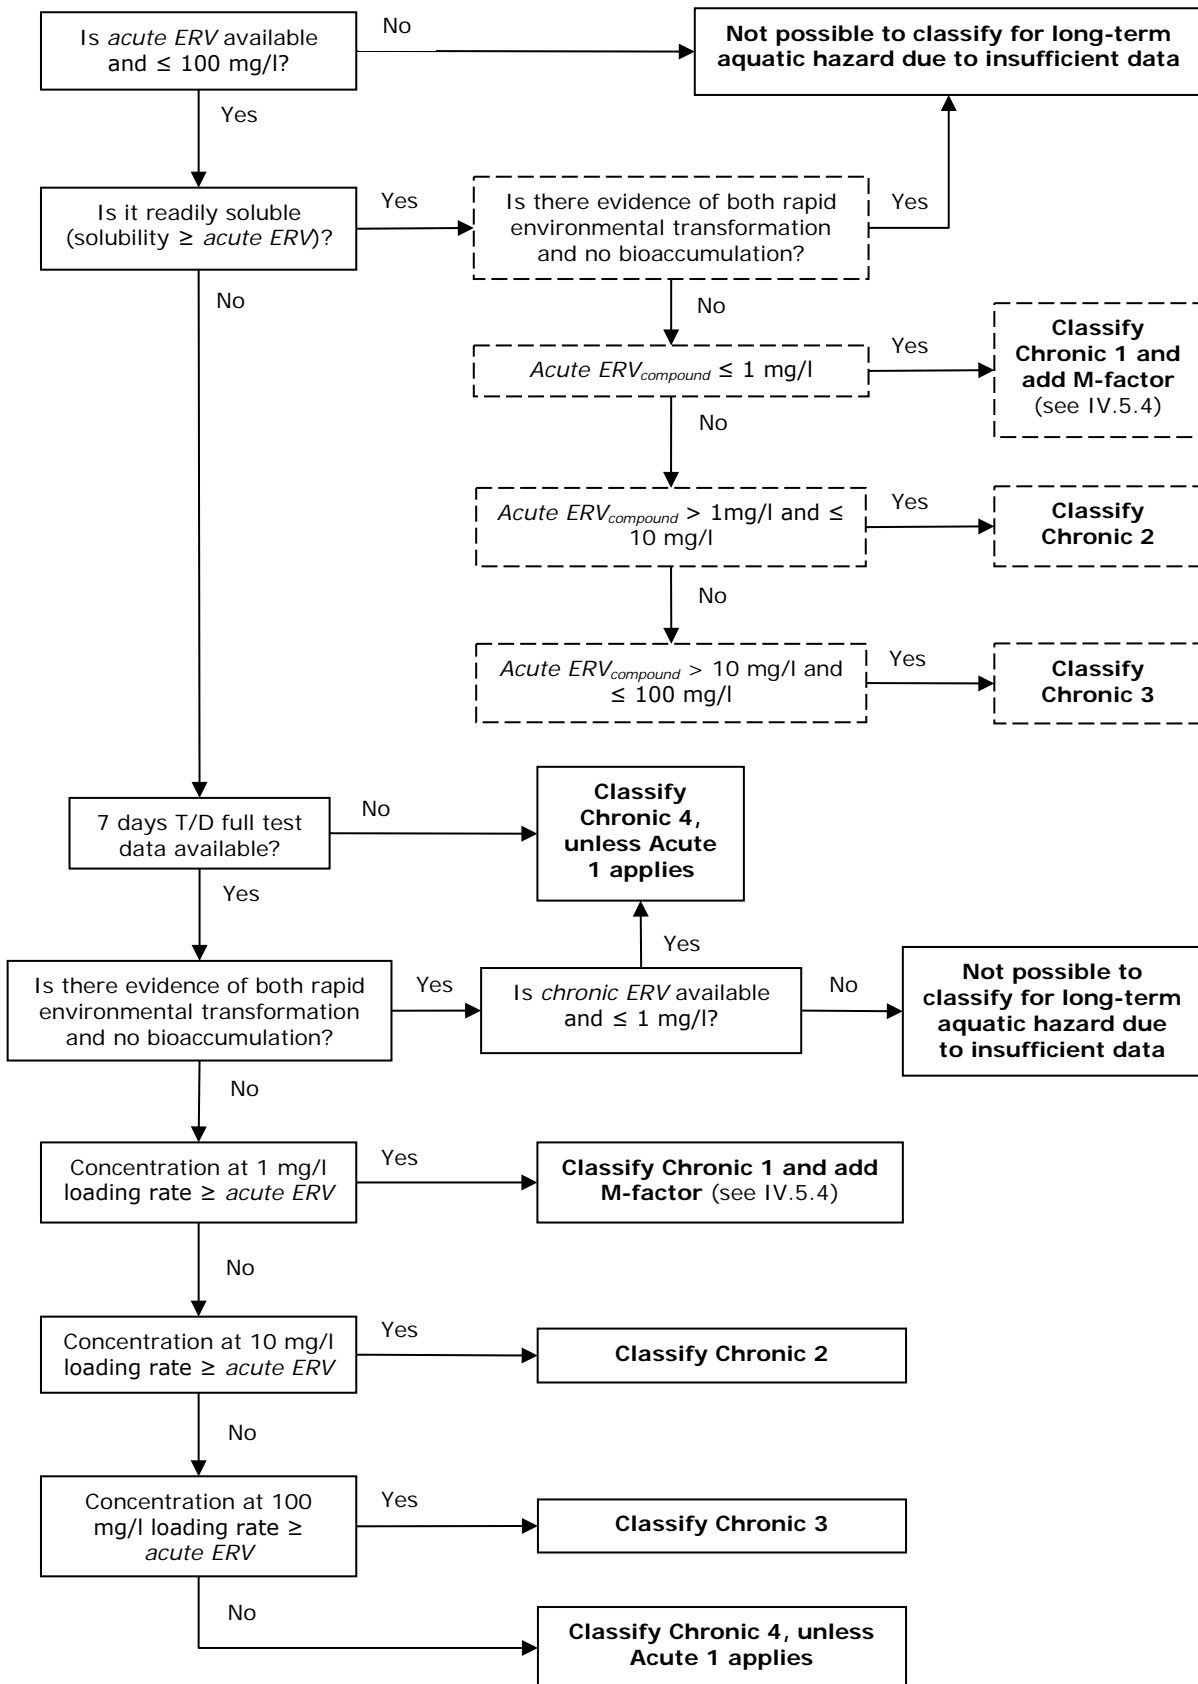 Is acute ERV available
and ≤ 100 mg/l?
No
Not possible to classify for long-term
aquatic hazard due to insufficient data
Yes
Is it readily soluble
(solubility ≥ acute ERV)?
Yes
Is there evidence of both rapid
environmental transformation
and no bioaccumulation?
Yes
No
No
Acute ERVcompound ≤ 1 mg/l
Yes
Classify
Chronic 1 and
add M-factor
(see IV.5.4)
No
Acute ERVcompound > 1mg/l and ≤
10 mg/l
Yes
Classify
Chronic 2
No
Acute ERVcompound > 10 mg/l and
≤ 100 mg/l
Yes
Classify
Chronic 3
7 days T/D full test
data available?
No
Classify
Chronic 4,
unless Acute
1 applies
Yes
Yes
Is there evidence of both rapid
environmental transformation
and no bioaccumulation?
Yes
Is chronic ERV available
and ≤ 1 mg/l?
No
Not possible to
classify for long-term
aquatic hazard due
to insufficient data
No
Concentration at 1 mg/l
loading rate ≥ acute ERV
Yes
Classify Chronic 1 and add
M-factor (see IV.5.4)
No
Concentration at 10 mg/l
loading rate ≥ acute ERV
Yes
Classify Chronic 2
No
Concentration at 100
mg/l loading rate ≥
acute ERV
Yes
Classify Chronic 3
No
Classify Chronic 4, unless
Acute 1 applies